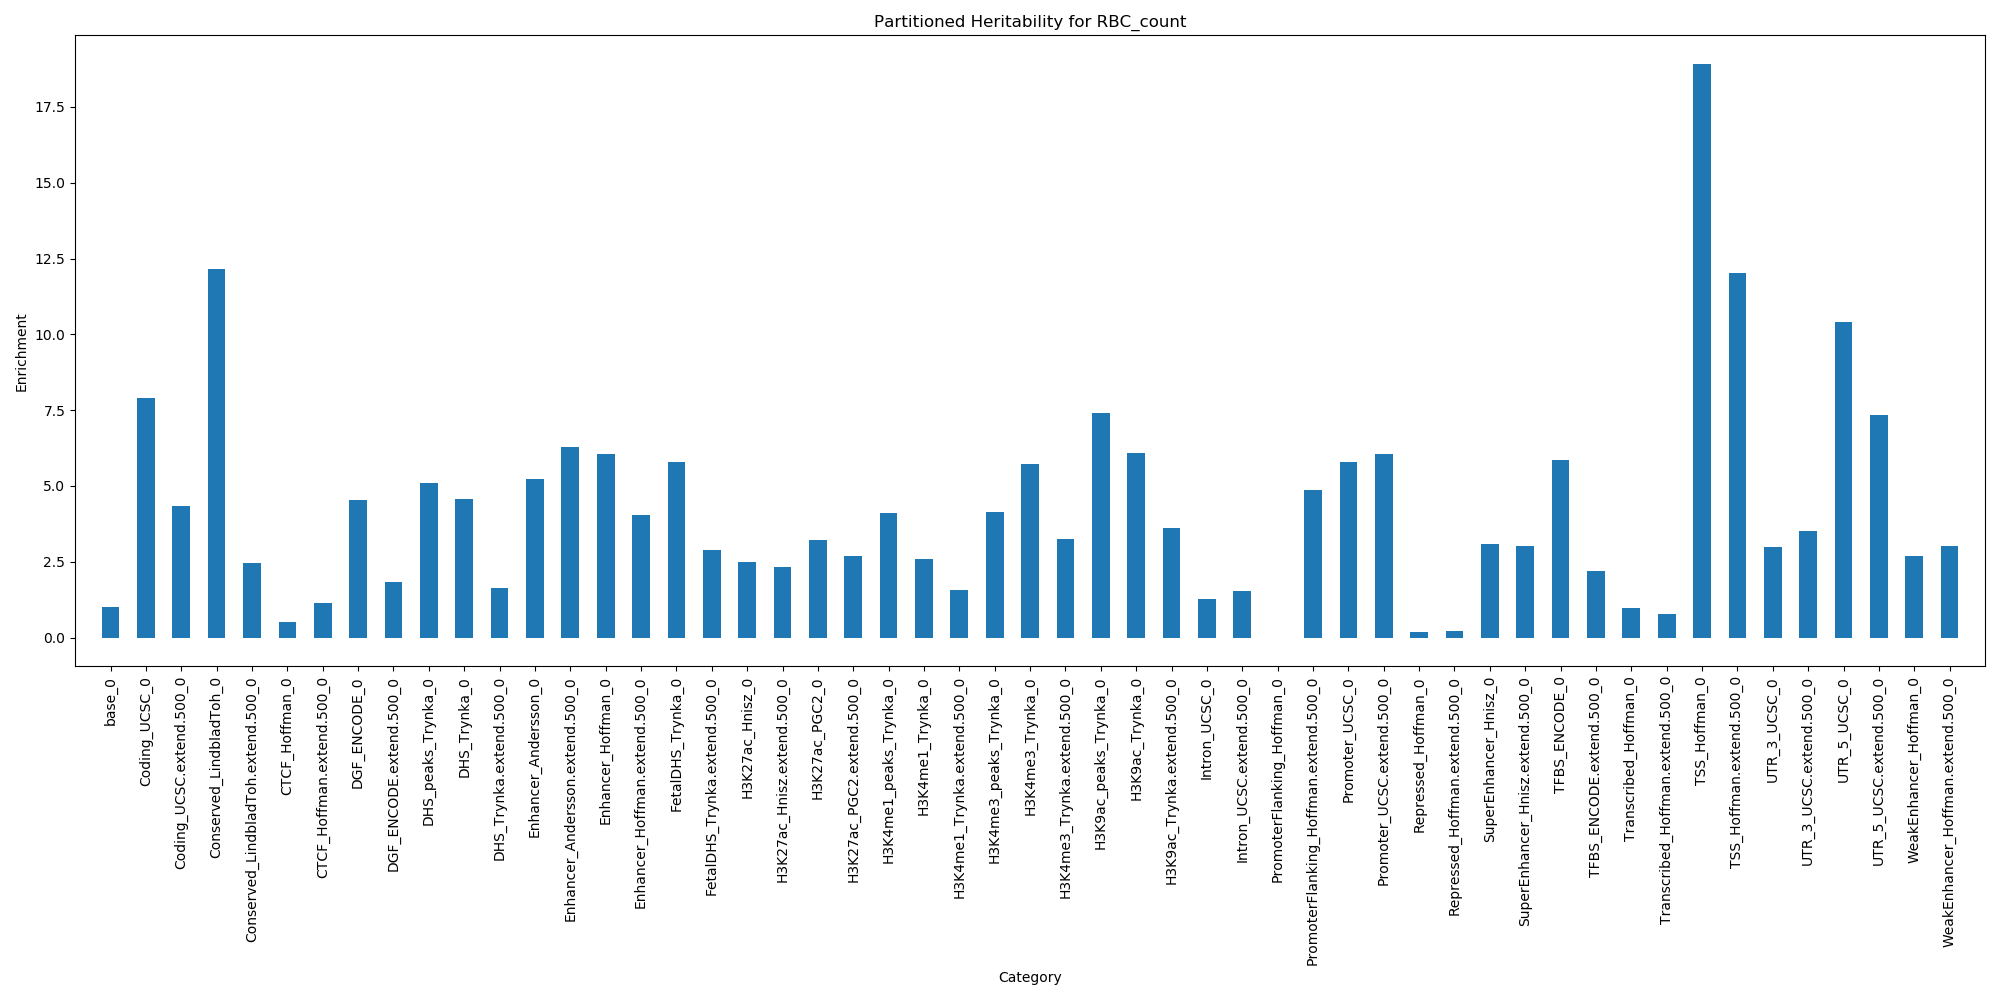 Partitioned Heritability for RBC_count
Enrichment
17.5
15.0
12.5
10.0
7.5
5.0
2.5
0.0
base_0
Coding_UCSC_0
Coding_UCSC.extend.500_0
Conserved_LindbladToh_0
Conserved_LindbladToh.extend.500_0
CTCF_Hoffman_0
CTCF_Hoffman.extend.500_0
DGF_ENCODE_0
DGF_ENCODE.extend.500_0
DHS_peaks_Trynka_0
DHS_Trynka_0
DHS_Trynka.extend.500_0
Enhancer_Andersson_0
Enhancer_Andersson.extend.500_0
Enhancer_Hoffman_0
Enhancer_Hoffman.extend.500_0
FetalDHS_Trynka_0
FetalDHS_Trynka.extend.500_0
H3K27ac_Hnisz_0
H3K27ac_Hnisz.extend.500_0
H3K27ac_PGC2_0
H3K27ac_PGC2.extend.500_0
H3K4me1_peaks_Trynka_0
H3K4me1_Trynka_0
H3K4me1_Trynka.extend.500_0
H3K4me3_peaks_Trynka_0
H3K4me3_Trynka_0
H3K4me3_Trynka.extend.500_0
H3K9ac_peaks_Trynka_0
H3K9ac_Trynka_0
H3K9ac_Trynka.extend.500_0
Intron_UCSC_0
Intron_UCSC.extend.500_0
PromoterFlanking_Hoffman_0
PromoterFlanking_Hoffman.extend.500_0
Promoter_UCSC_0
Promoter_UCSC.extend.500_0
Repressed_Hoffman_0
Repressed_Hoffman.extend.500_0
SuperEnhancer_Hnisz_0
SuperEnhancer_Hnisz.extend.500_0
TFBS_ENCODE_0
TFBS_ENCODE.extend.500_0
Transcribed_Hoffman_0
Transcribed_Hoffman.extend.500_0
TSS_Hoffman_0
TSS_Hoffman.extend.500_0
UTR_3_UCSC_0
UTR_3_UCSC.extend.500_0
UTR_5_UCSC_0
UTR_5_UCSC.extend.500_0
WeakEnhancer_Hoffman_0
WeakEnhancer_Hoffman.extend.500_0
Category